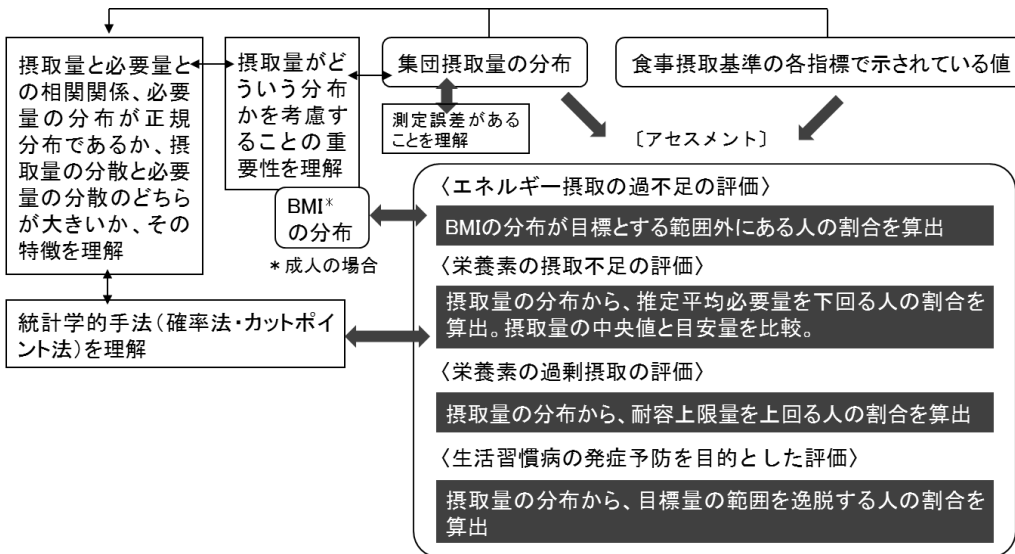 摂取量と必要量と
の相関関係、必要
量の分布が正規
分布であるか、摂
取量の分散と必要
量の分散のどちら
が大きいか、その
特徴を理解
摂取量がど
ういう分布
かを考慮す
ることの重
要性を理解
集団摂取量の分布
食事摂取基準の各指標で示されている値
測定誤差がある
ことを理解
〔アセスメント〕
BMI*
の分布
*成人の場合
統計学的手法(確率法・カットポ
イント法)を理解
〈エネルギー摂取の過不足の評価〉
BMIの分布が目標とする範囲外にある人の割合を算出
〈栄養素の摂取不足の評価〉
摂取量の分布から、推定平均必要量を下回る人の割合を
算出。摂取量の中央値と目安量を比較。
〈栄養素の過剰摂取の評価〉
摂取量の分布から、耐容上限量を上回る人の割合を算出
〈生活習慣病の発症予防を目的とした評価〉
摂取量の分布から、目標量の範囲を逸脱する人の割合を
算出